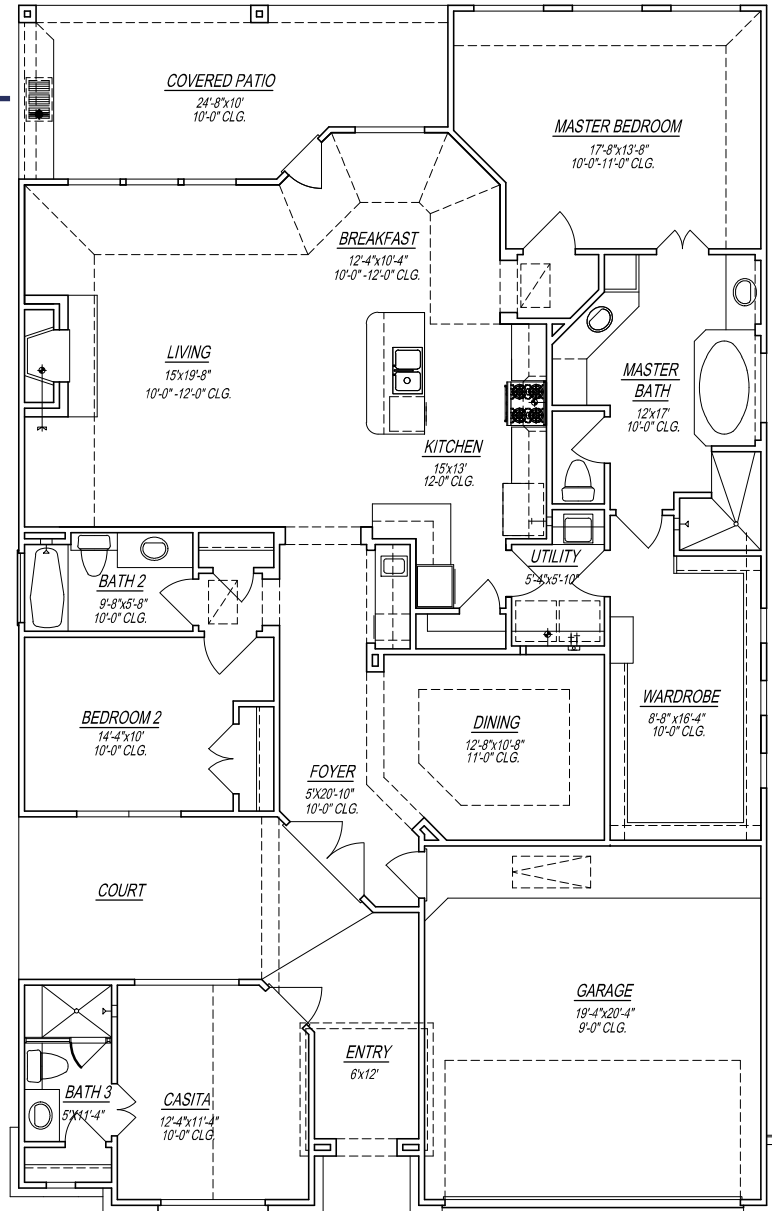 COVERED PATIO
24'-8"x10'
10'-0" CLG.
MASTER BEDROOM
17'-8"x13'-8"
10'-0"-11'-0" CLG.
BREAKFAST
12'-4"x10'-4"
10'-0" -12'-0" CLG.
LIVING
15'x19'-8"
10'-0" -12'-0" CLG.
MASTER
BATH
12'x17'
10'-0" CLG.
KITCHEN
15'x13'
12-0" CLG.
UTILITY
5'-4"x5'-10"
BATH 2
9'-8"x5'-8"
10'-0" CLG.
BEDROOM 2
14'-4"x10'
10'-0" CLG.
DINING
12'-8"x10'-8"
11'-0" CLG.
WARDROBE
8'-8" x16'-4"
10'-0" CLG.
FOYER
5'X20'-10"
10'-0" CLG.
COURT
GARAGE
19'-4"x20'-4"
9'-0" CLG.
ENTRY
6'x12'
BATH 3
5'X11'-4"
CASITA
12'-4"x11'-4"
10'-0" CLG.